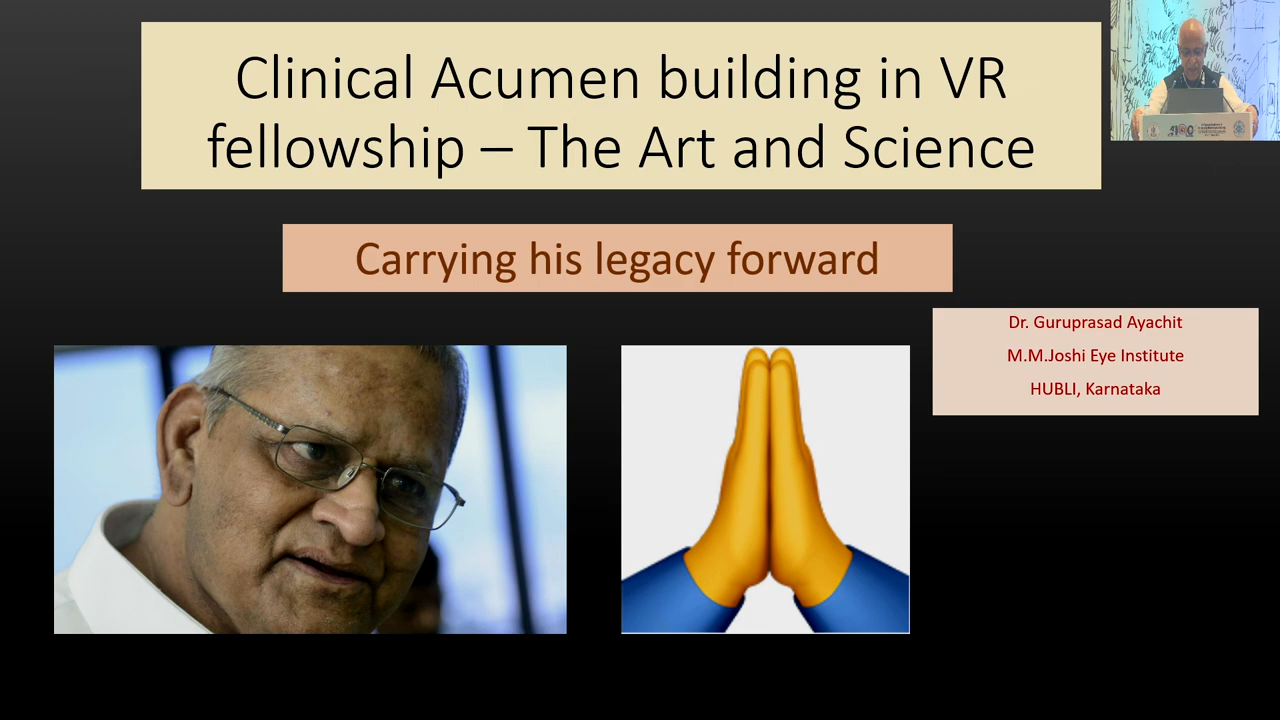 Clinical Acumen building in VR
fellowship – The Art and Science
Carrying his legacy forward
Dr. Guruprasad Ayachit
M.M.Joshi Eye Institute
HUBLI, Karnataka